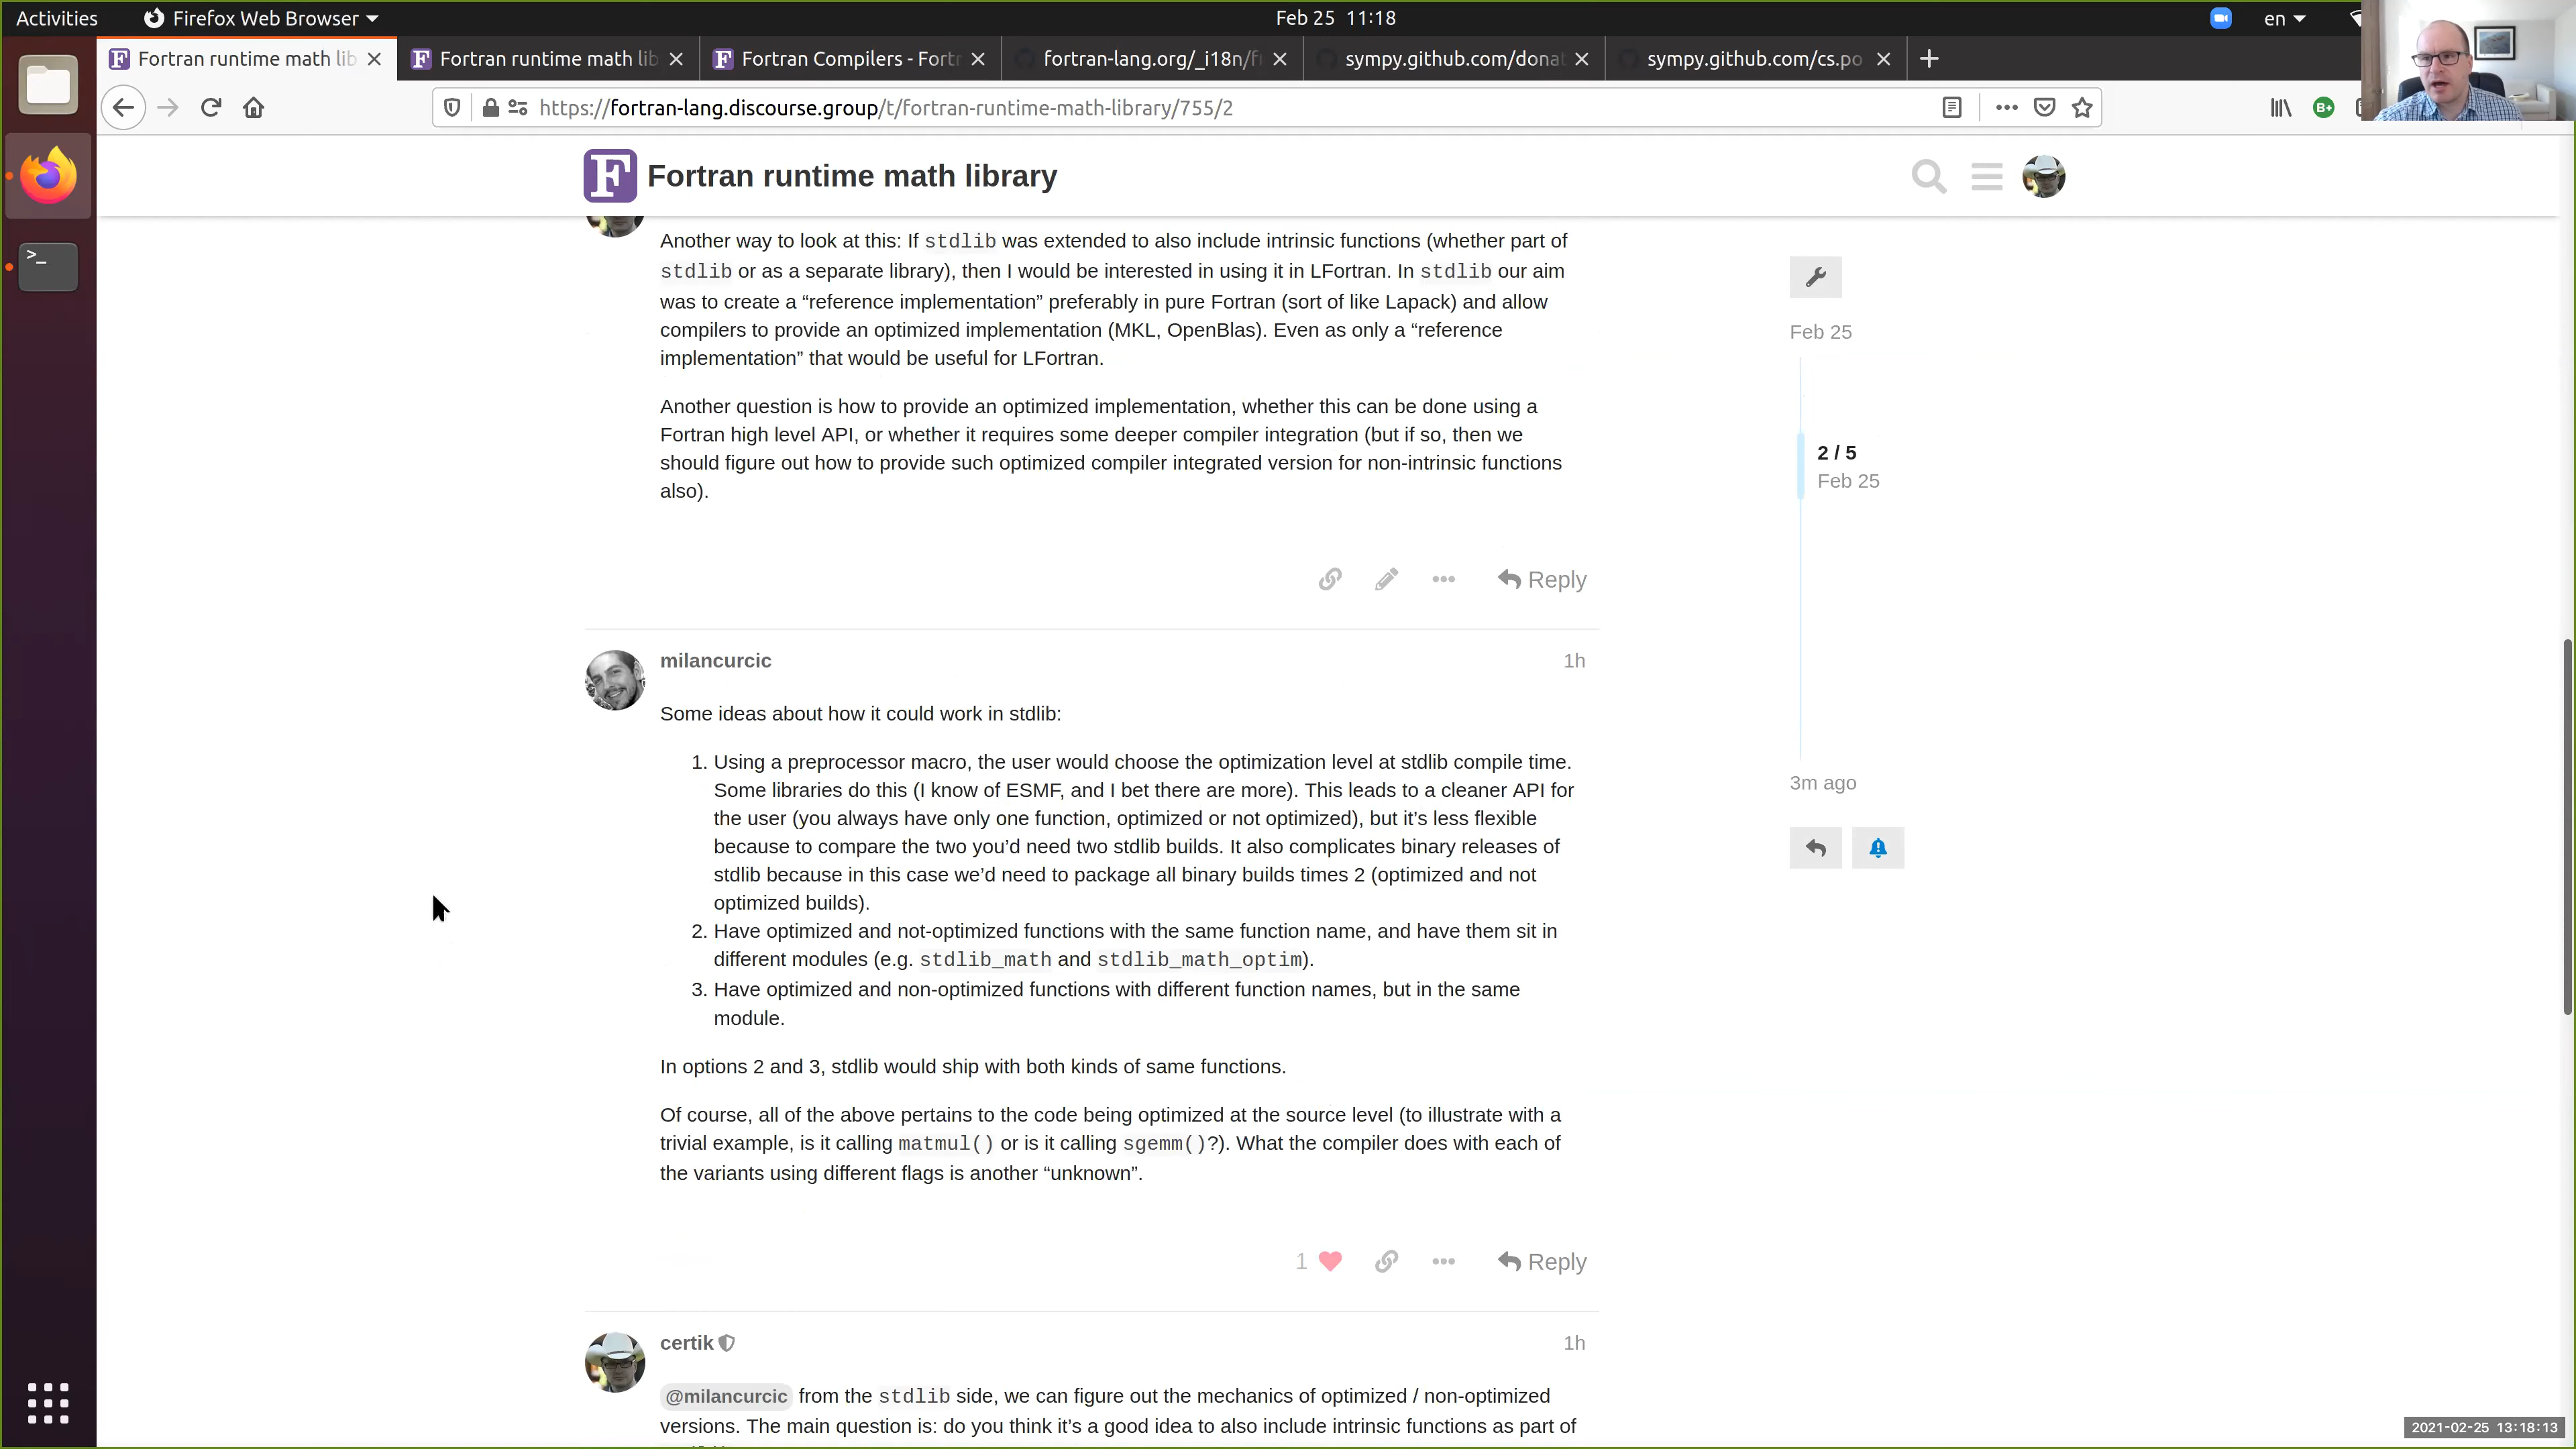 Activities
Firefox Web Browser
Feb 25 11:18
en
Fortran runtime math lib
Fortran runtime math lib
Fortran Compilers - Fortr
fortran-lang.org/_i18n/f
sympy.github.com/donat
sympy.github.com/cs.po
https://fortran-lang.discourse.group/t/fortran-runtime-math-library/755/2
B+
F Fortran runtime math library
Another way to look at this: If stdlib was extended to also include intrinsic functions (whether part of
stdlib or as a separate library), then I would be interested in using it in LFortran. In stdlib our aim
was to create a “reference implementation” preferably in pure Fortran (sort of like Lapack) and allow
compilers to provide an optimized implementation (MKL, OpenBlas). Even as only a “reference
implementation” that would be useful for LFortran.
Another question is how to provide an optimized implementation, whether this can be done using a
Fortran high level API, or whether it requires some deeper compiler integration (but if so, then we
should figure out how to provide such optimized compiler integrated version for non-intrinsic functions
also).
Reply
Feb 25
2 / 5
Feb 25
3m ago
milancurcic
1h
Some ideas about how it could work in stdlib:
1. Using a preprocessor macro, the user would choose the optimization level at stdlib compile time.
Some libraries do this (I know of ESMF, and I bet there are more). This leads to a cleaner API for
the user (you always have only one function, optimized or not optimized), but it’s less flexible
because to compare the two you’d need two stdlib builds. It also complicates binary releases of
stdlib because in this case we’d need to package all binary builds times 2 (optimized and not
optimized builds).
2. Have optimized and not-optimized functions with the same function name, and have them sit in
different modules (e.g. stdlib_math and stdlib_math_optim).
3. Have optimized and non-optimized functions with different function names, but in the same
module.
In options 2 and 3, stdlib would ship with both kinds of same functions.
Of course, all of the above pertains to the code being optimized at the source level (to illustrate with a
trivial example, is it calling matmul() or is it calling sgemm()?). What the compiler does with each of
the variants using different flags is another “unknown”.
1
Reply
certik
1h
@milancurcic from the stdlib side, we can figure out the mechanics of optimized / non-optimized
versions. The main question is: do you think it’s a good idea to also include intrinsic functions as part of
2021-02-25 13:18:13